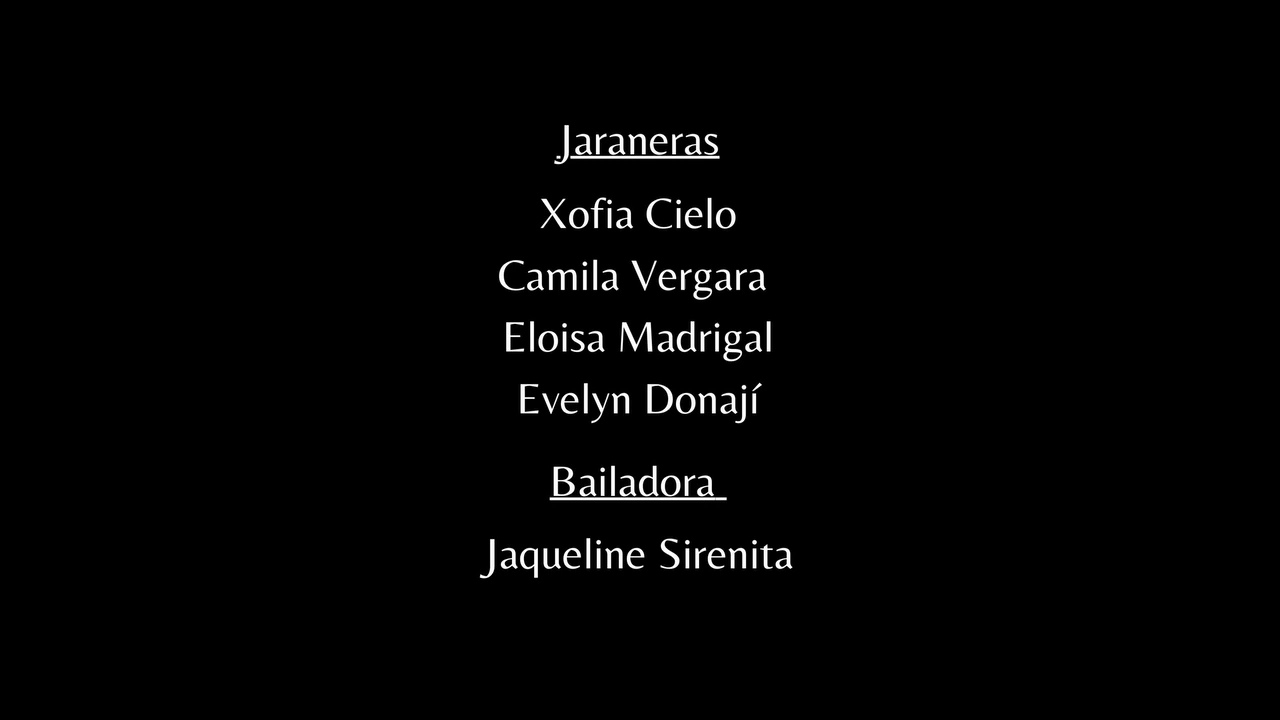 Jaraneras
Xofia Cielo
Camila Vergara
Eloisa Madrigal
Evelyn Donají
Bailadora
Jaqueline Sirenita